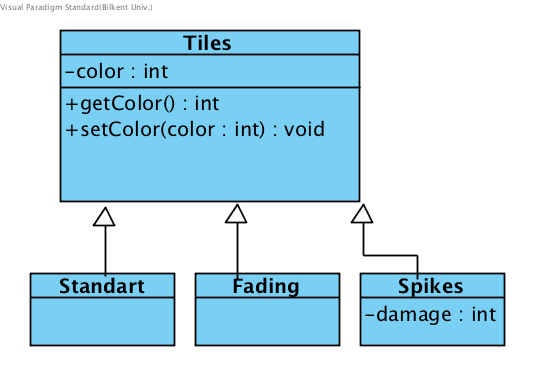 Visual Paradigm Standard(Bilkent Univ.)
Tiles
-color : int
+getColor() : int
+setColor(color : int) : void
Standart
Fading
Spikes
-damage : int